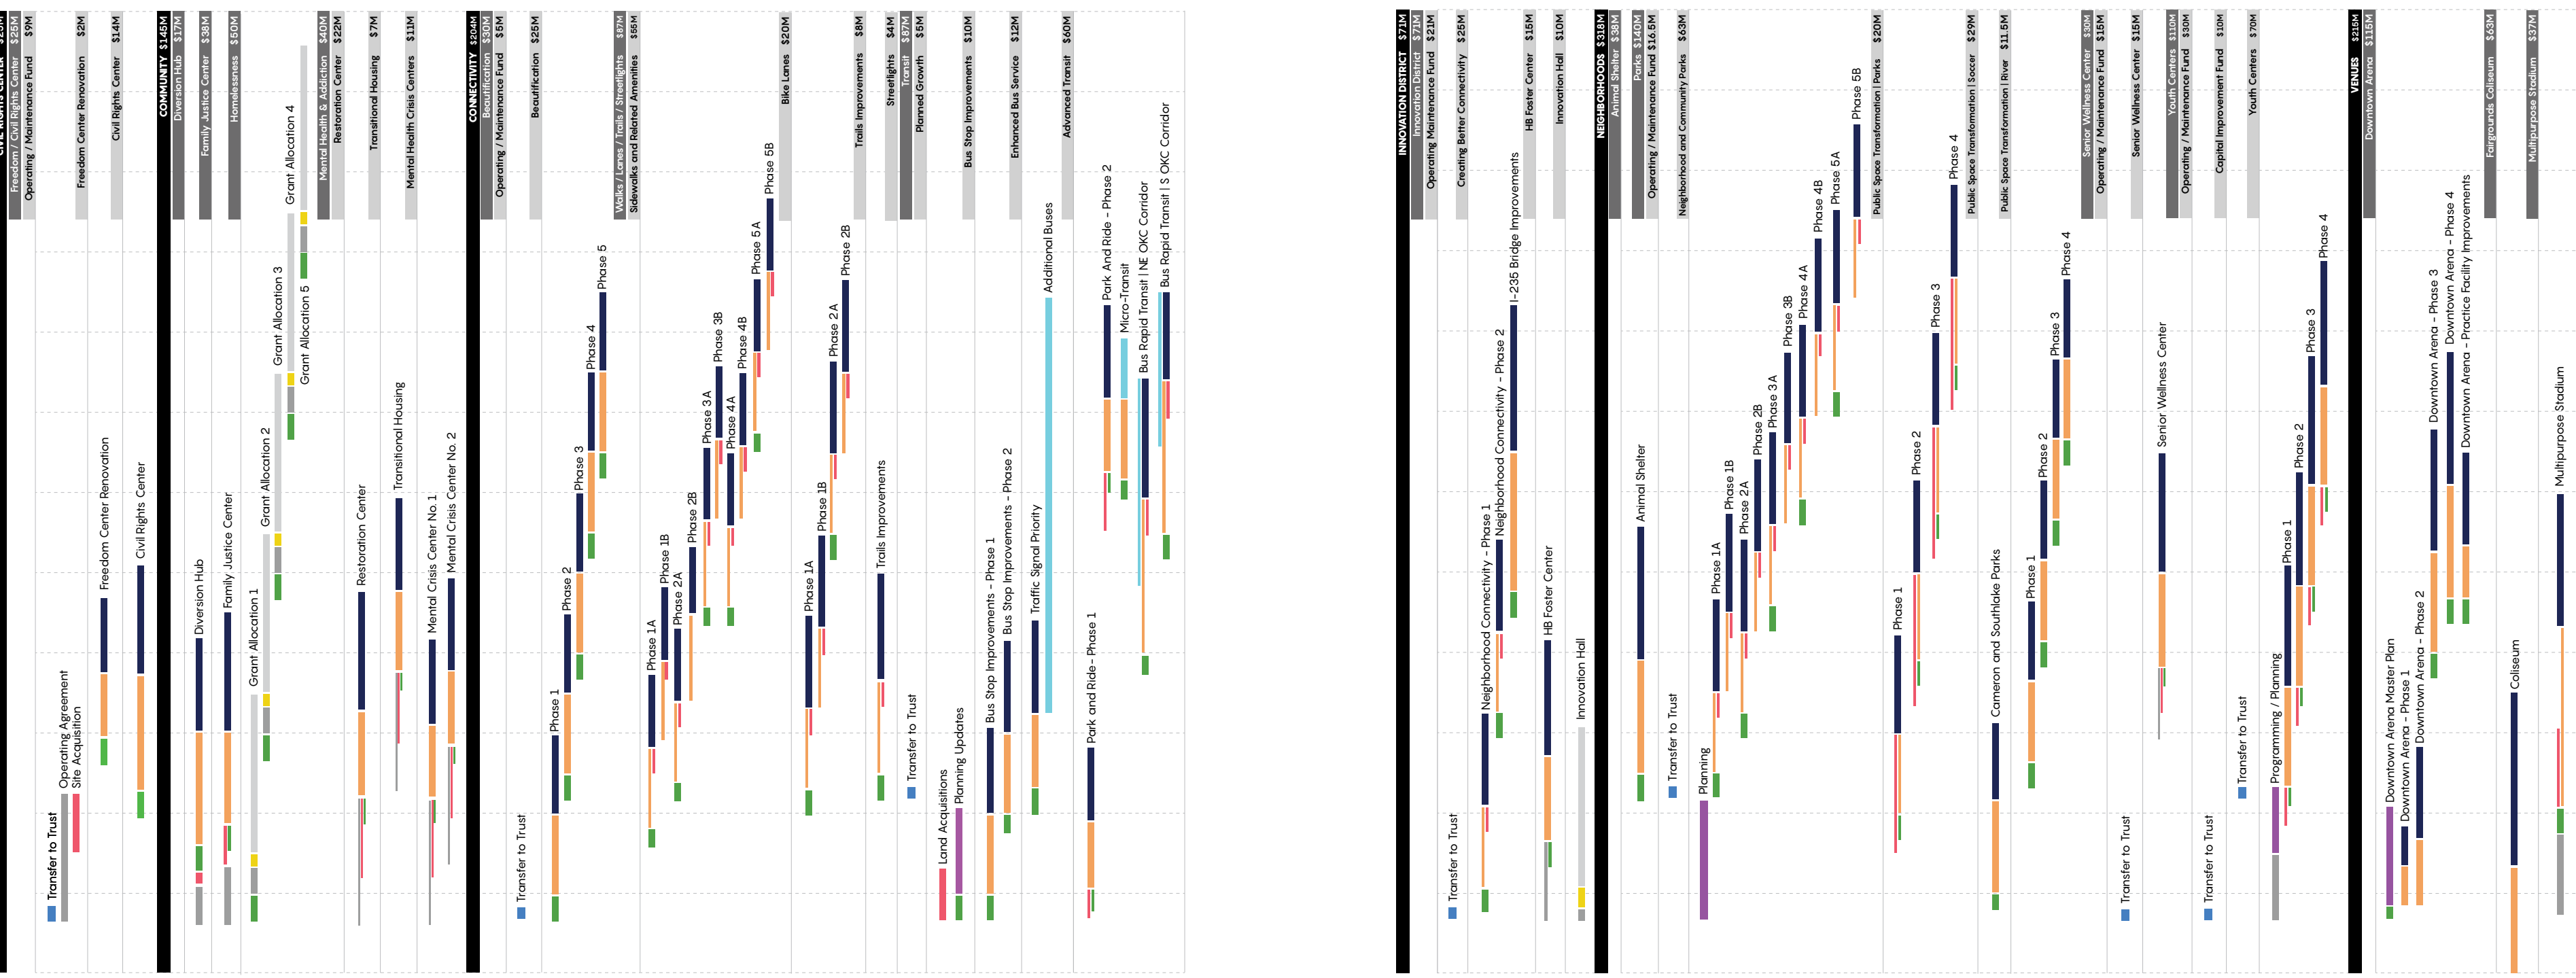 CIVIL RIGHTS CENTER $25M
Freedom / Civil Rights Center $25M
Operating / Maintenance Fund $9M
Transfer to Trust
Operating Agreement
Site Acquisition
Freedom Center Renovation $2M
Freedom Center Renovation
Civil Rights Center $14M
Civil Rights Center
COMMUNITY $145M
Diversion Hub $17M
Diversion Hub
Family Justice Center $38M
Family Justice Center
Homelessness $50M
Grant Allocation 1
Grant Allocation 2
Grant Allocation 3
Grant Allocation 4
Grant Allocation 5
Mental Health & Addiction $40M
Restoration Center $22M
Restoration Center
Transitional Housing $7M
Transitional Housing
Mental Health Crisis Centers $11M
Mental Crisis Center No. 1
Mental Crisis Center No. 2
CONNECTIVITY $204M
Beautification $30M
Operating / Maintenance Fund $5M
Transfer to Trust
Beautification $25M
Phase 1
Phase 2
Phase 3
Phase 4
Phase 5
Walks / Lanes / Trails / Streetlights $87M
Sidewalks and Related Amenities $55M
Phase 1A
Phase 1B
Phase 2A
Phase 2B
Phase 3A
Phase 3B
Phase 4A
Phase 4B
Phase 5A
Phase 5B
Bike Lanes $20M
Phase 1A
Phase 1B
Phase 2A
Phase 2B
Trails Improvements $8M
Trails Improvements
Streetlights $4M
Transit $87M
Planned Growth $5M
Transfer to Trust
Land Acquisitions
Planning Updates
Bus Stop Improvements $10M
Bus Stop Improvements - Phase 1
Bus Stop Improvements - Phase 2
Enhanced Bus Service $12M
Traffic Signal Priority
Additional Buses
Advanced Transit $60M
Park and Ride - Phase 1
Park And Ride - Phase 2
Micro-Transit
Bus Rapid Transit | NE OKC Corridor
Bus Rapid Transit | S OKC Corridor
INNOVATION DISTRICT $71M
Innovation District $71M
Operating Maintenance Fund $21M
Transfer to Trust
Creating Better Connectivity $25M
Neighborhood Connectivity - Phase 1
Neighborhood Connectivity - Phase 2
I-235 Bridge Improvements
HB Foster Center $15M
HB Foster Center
Innovation Hall $10M
Innovation Hall
NEIGHBORHOODS $318M
Animal Shelter $38M
Animal Shelter
Parks $140M
Operating / Maintenance Fund $16.5M
Transfer to Trust
Neighborhood and Community Parks $63M
Planning
Phase 1A
Phase 1B
Phase 2A
Phase 2B
Phase 3A
Phase 3B
Phase 4A
Phase 4B
Phase 5A
Phase 5B
Public Space Transformation | Parks $20M
Phase 1
Phase 2
Phase 3
Phase 4
Public Space Transformation | Soccer $29M
Cameron and Southlake Parks
Public Space Transformation | River $11.5M
Phase 1
Phase 2
Phase 3
Phase 4
Senior Wellness Center $30M
Operating / Maintenance Fund $15M
Transfer to Trust
Senior Wellness Center $15M
Senior Wellness Center
Youth Centers $110M
Operating / Maintenance Fund $30M
Transfer to Trust
Capital Improvement Fund $10M
Transfer to Trust
Youth Centers $70M
Programming / Planning
Phase 1
Phase 2
Phase 3
Phase 4
VENUES $215M
Downtown Arena $115M
Downtown Arena Master Plan
Downtown Arena - Phase 1
Downtown Arena - Phase 2
Downtown Arena - Phase 3
Downtown Arena - Phase 4
Downtown Arena - Practice Facility Improvements
Fairgrounds Coliseum $63M
Coliseum
Multipurpose Stadium $37M
Multipurpose Stadium